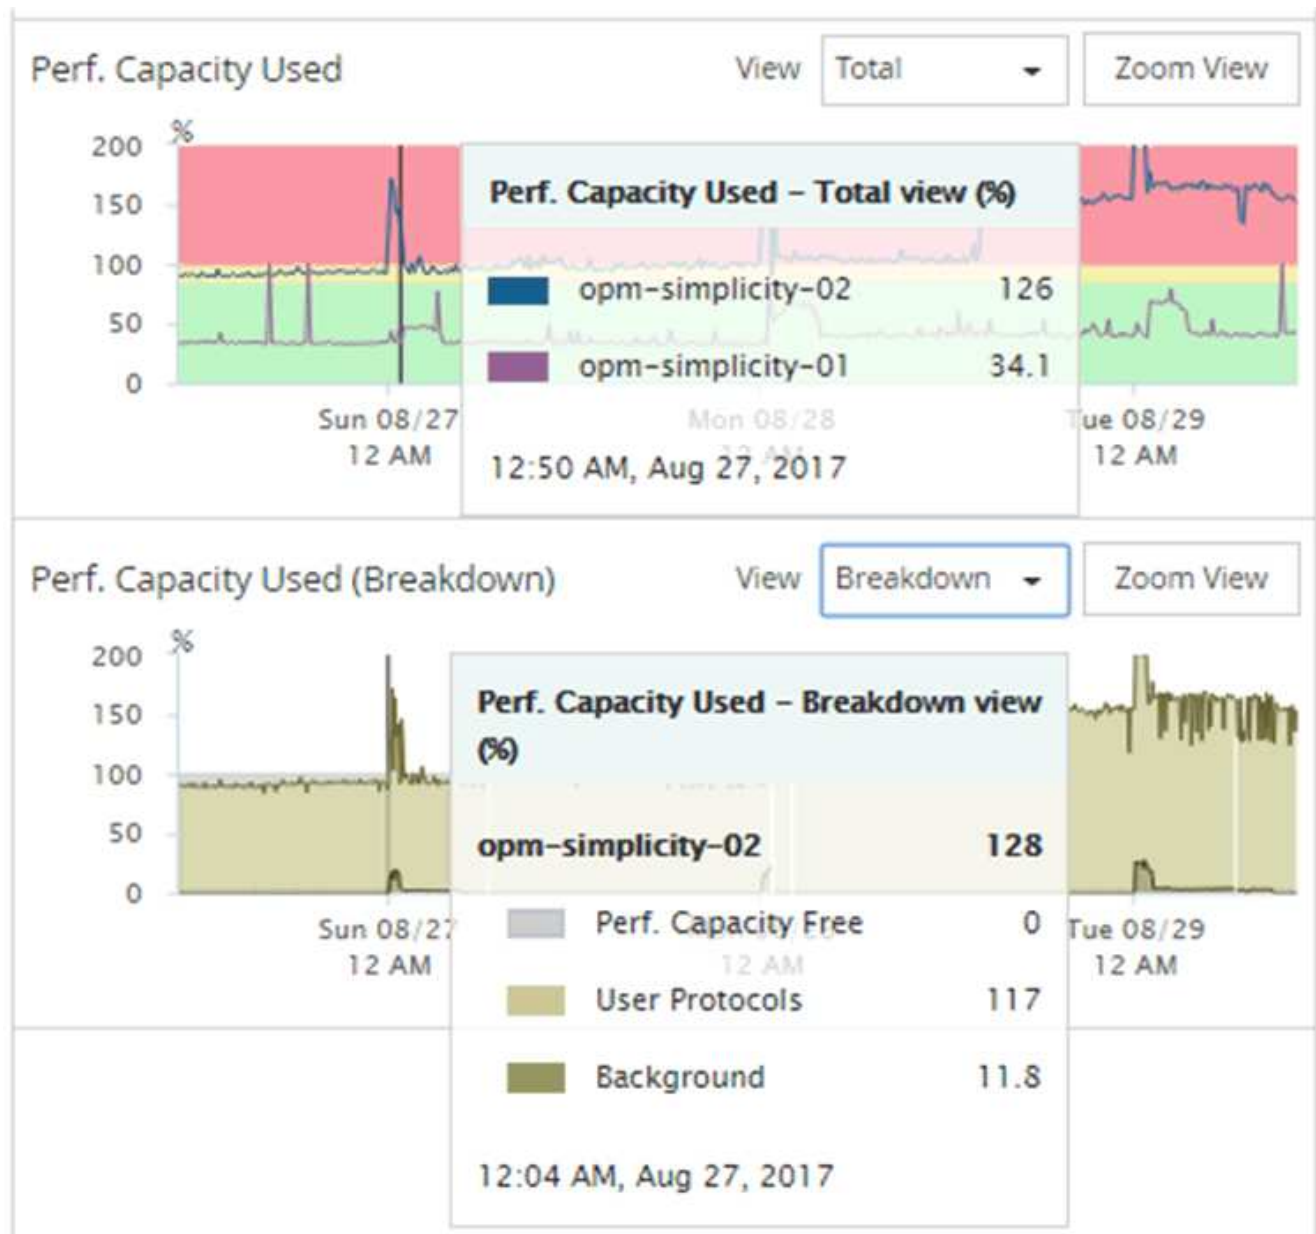 Perf. Capacity Used View Total Zoom View
%
200
150
100
50
0
Perf. Capacity Used – Total view (%)
opm-simplicity-02 126
opm-simplicity-01 34.1
12:50 AM, Aug 27, 2017
Sun 08/27 Mon 08/28 Tue 08/29
12 AM 12 AM 12 AM
Perf. Capacity Used (Breakdown) View Breakdown Zoom View
%
200
150
100
50
0
Perf. Capacity Used – Breakdown view
(%)
opm-simplicity-02 128
Perf. Capacity Free 0
User Protocols 117
Background 11.8
12:04 AM, Aug 27, 2017
Sun 08/27 Tue 08/29
12 AM 12 AM 12 AM